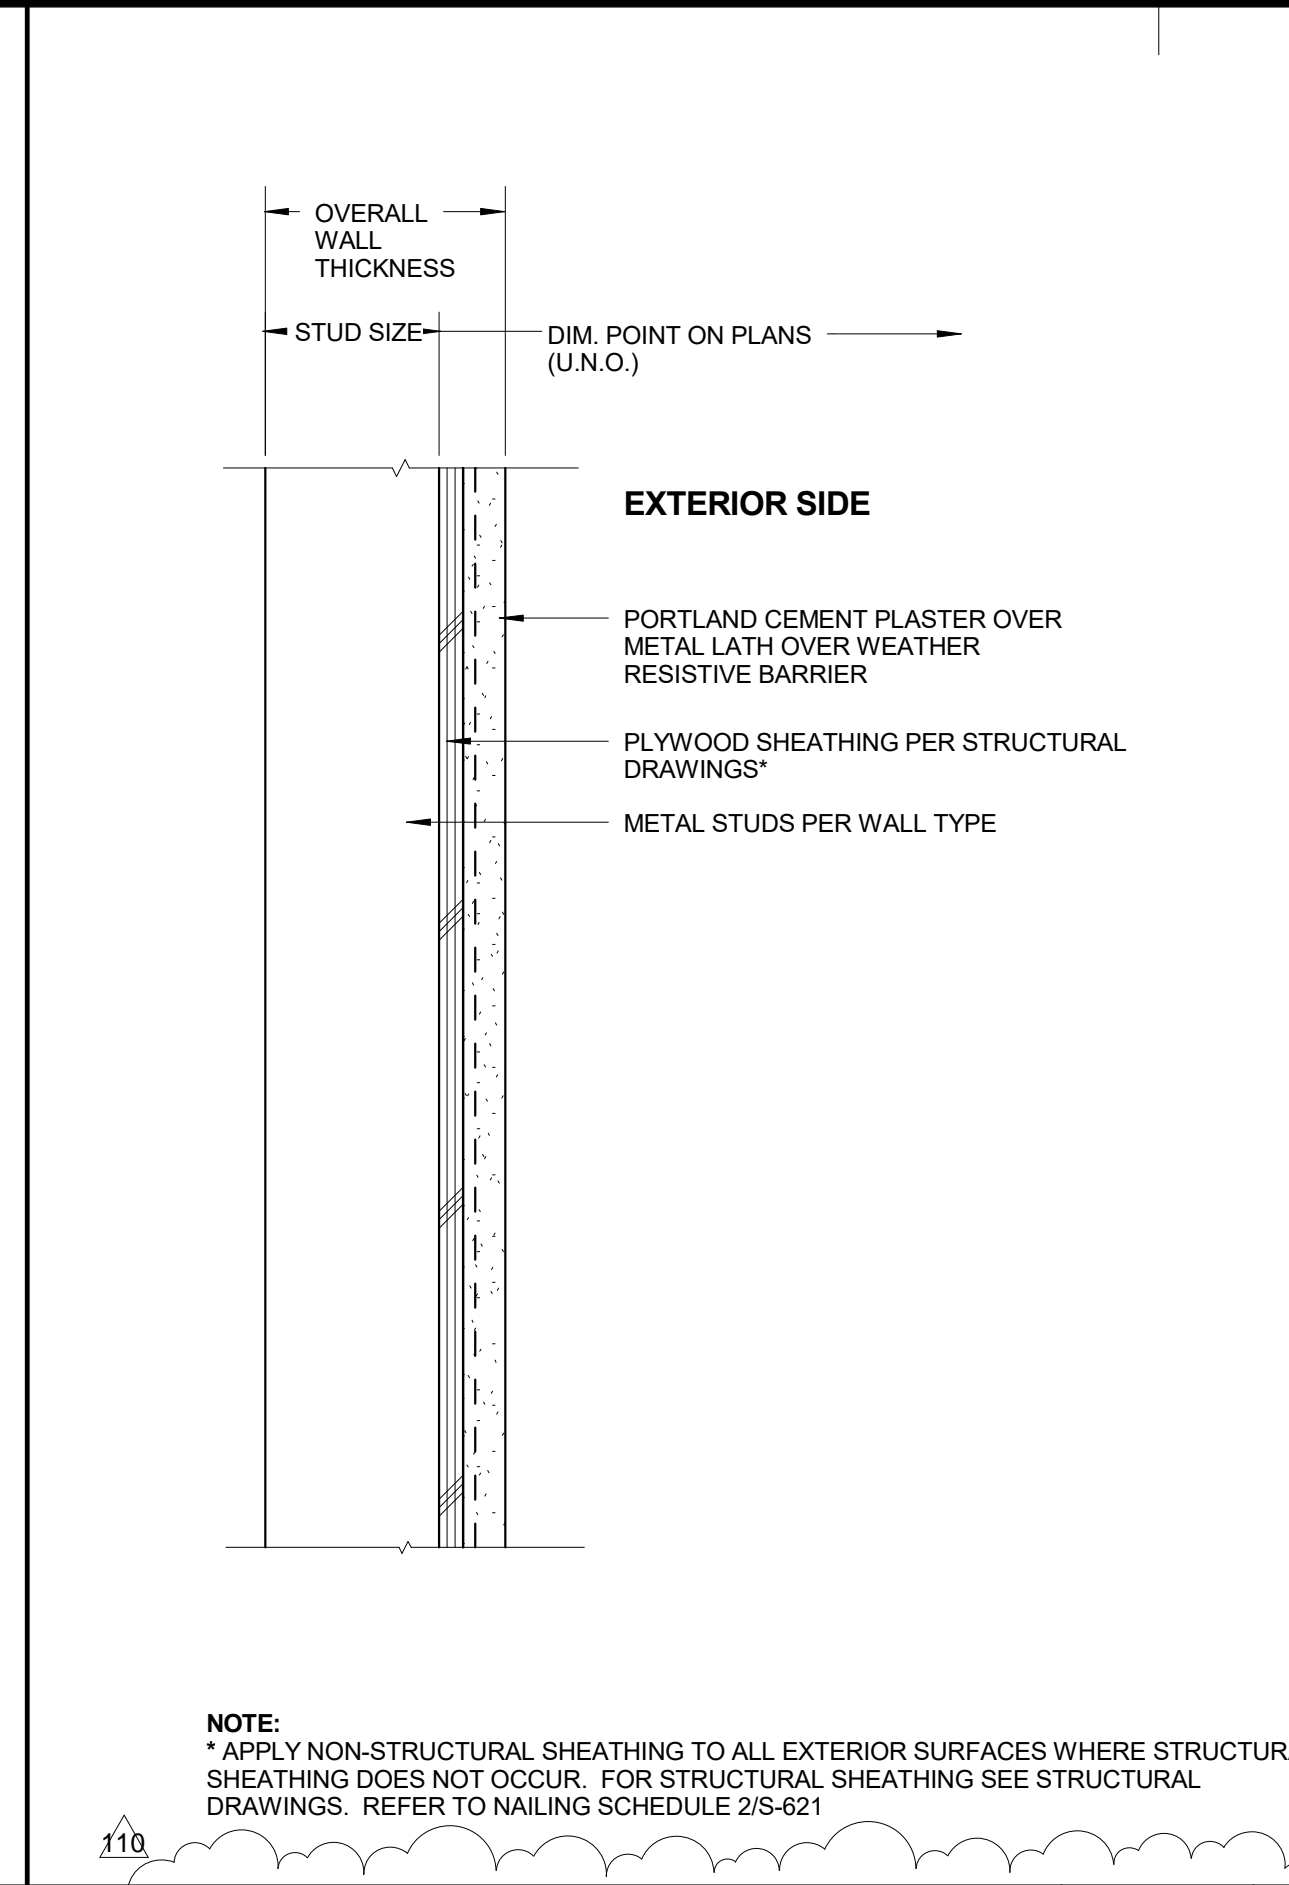 OVERALL
WALL
THICKNESS
STUD SIZE
DIM. POINT ON PLANS
(U.N.O.)
EXTERIOR SIDE
PORTLAND CEMENT PLASTER OVER
METAL LATH OVER WEATHER
RESISTIVE BARRIER
PLYWOOD SHEATHING PER STRUCTURAL
DRAWINGS*
METAL STUDS PER WALL TYPE
NOTE:
* APPLY NON-STRUCTURAL SHEATHING TO ALL EXTERIOR SURFACES WHERE
SHEATHING DOES NOT OCCUR. FOR STRUCTURAL SHEATHING SEE STRUCTURAL
DRAWINGS. REFER TO NAILING SCHEDULE 2/S-621
110